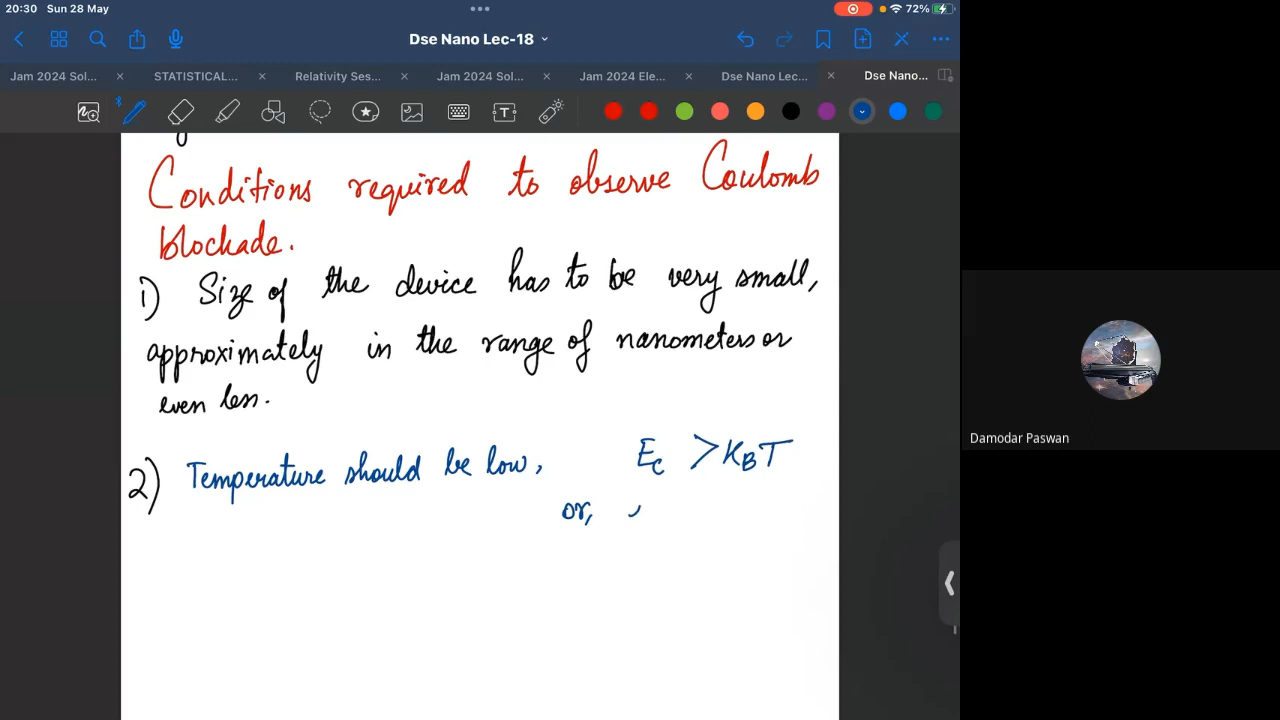 20:30 Sun 28 May
72%
Dse Nano Lec-18
Jam 2024 Sol... STATISTICAL... Relativity Ses... Jam 2024 Sol... Jam 2024 Ele... Dse Nano Lec... Dse Nano...
Conditions required to observe Coulomb
blockade.
1) Size of the device has to be very small,
approximately in the range of nanometers or
even less.
2) Temperature should be low, E_C > K_B T
or,
Damodar Paswan